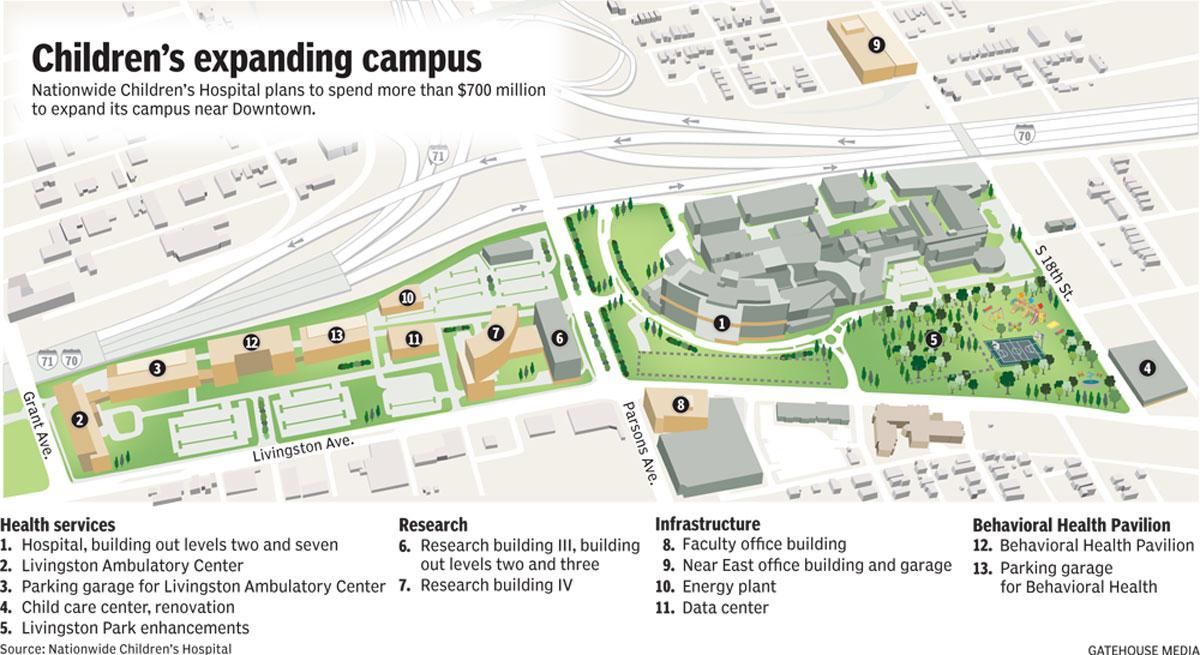 Children's expanding campus
Nationwide Children's Hospital plans to spend more than $700 million
to expand its campus near Downtown.
9
70
71
S 18th St.
10
1
7
6
13
12
11
5
71 70
3
4
2
8
Grant Ave.
Livingston Ave.
Parsons Ave.
Health services
1. Hospital, building out levels two and seven
2. Livingston Ambulatory Center
3. Parking garage for Livingston Ambulatory Center
4. Child care center, renovation
5. Livingston Park enhancements
Research
6. Research building III, building
out levels two and three
7. Research building IV
Infrastructure
8. Faculty office building
9. Near East office building and garage
10. Energy plant
11. Data center
Behavioral Health Pavilion
12. Behavioral Health Pavilion
13. Parking garage
for Behavioral Health
Source: Nationwide Children's Hospital
GATEHOUSE MEDIA